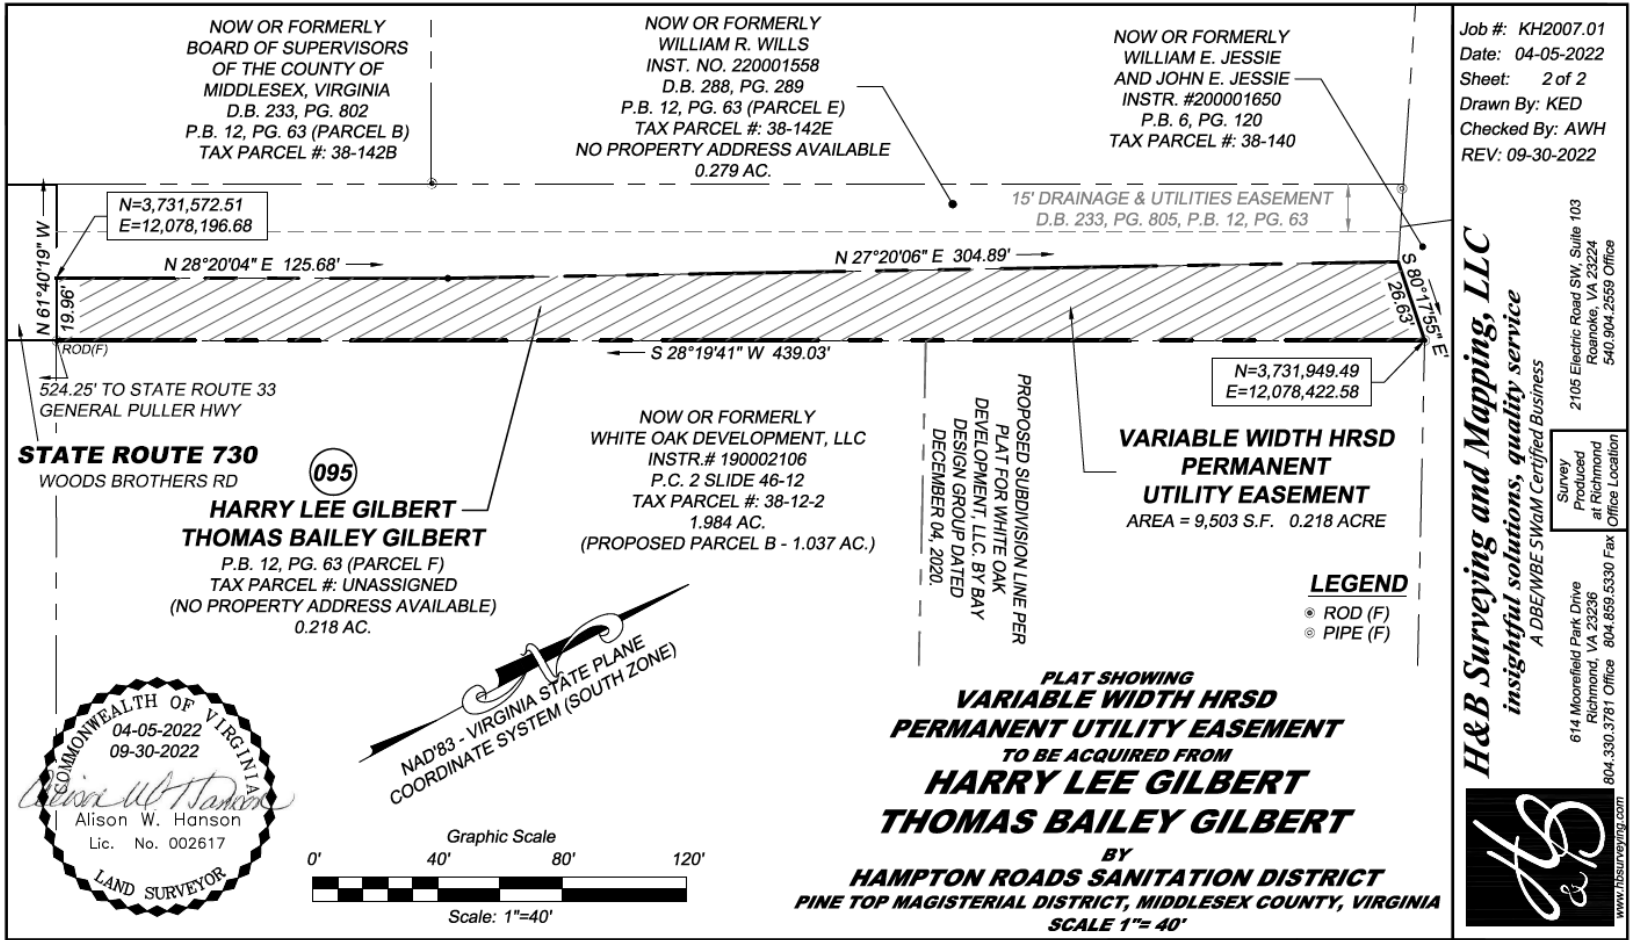 NOW OR FORMERLY
BOARD OF SUPERVISORS
OF THE COUNTY OF
MIDDLESEX, VIRGINIA
D.B. 233, PG. 802
P.B. 12, PG. 63 (PARCEL B)
TAX PARCEL #: 38-142B
NOW OR FORMERLY
WILLIAM R. WILLS
INST. NO. 220001558
D.B. 288, PG. 289
P.B. 12, PG. 63 (PARCEL E)
TAX PARCEL #: 38-142E
NO PROPERTY ADDRESS AVAILABLE
0.279 AC.
NOW OR FORMERLY
WILLIAM E. JESSIE
AND JOHN E. JESSIE
INSTR. #200001650
P.B. 6, PG. 120
TAX PARCEL #: 38-140
15' DRAINAGE & UTILITIES EASEMENT
D.B. 233, PG. 805, P.B. 12, PG. 63
N=3,731,572.51
E=12,078,196.68
N 61°40'19" W
19.96'
N 28°20'04" E 125.68'
N 27°20'06" E 304.89'
S 80°17'55" E'
26.63'
ROD(F)
S 28°19'41" W 439.03'
N=3,731,949.49
E=12,078,422.58
524.25' TO STATE ROUTE 33
GENERAL PULLER HWY
STATE ROUTE 730
WOODS BROTHERS RD
095
HARRY LEE GILBERT
THOMAS BAILEY GILBERT
P.B. 12, PG. 63 (PARCEL F)
TAX PARCEL #: UNASSIGNED
(NO PROPERTY ADDRESS AVAILABLE)
0.218 AC.
NOW OR FORMERLY
WHITE OAK DEVELOPMENT, LLC
INSTR.# 190002106
P.C. 2 SLIDE 46-12
TAX PARCEL #: 38-12-2
1.984 AC.
(PROPOSED PARCEL B - 1.037 AC.)
PROPOSED SUBDIVISION LINE PER
PLAT FOR WHITE OAK
DEVELOPMENT, LLC. BY BAY
DESIGN GROUP DATED
DECEMBER 04, 2020.
VARIABLE WIDTH HRSD
PERMANENT
UTILITY EASEMENT
AREA = 9,503 S.F. 0.218 ACRE
LEGEND
ROD (F)
PIPE (F)
N
NAD'83 - VIRGINIA STATE PLANE
COORDINATE SYSTEM (SOUTH ZONE)
COMMONWEALTH OF VIRGINIA
04-05-2022
09-30-2022
Alison W. Hanson
Alison W. Hanson
Lic. No. 002617
LAND SURVEYOR
Graphic Scale
0' 40' 80' 120'
Scale: 1"=40'
PLAT SHOWING
VARIABLE WIDTH HRSD
PERMANENT UTILITY EASEMENT
TO BE ACQUIRED FROM
HARRY LEE GILBERT
THOMAS BAILEY GILBERT
BY
HAMPTON ROADS SANITATION DISTRICT
PINE TOP MAGISTERIAL DISTRICT, MIDDLESEX COUNTY, VIRGINIA
SCALE 1"= 40'
Job #: KH2007.01
Date: 04-05-2022
Sheet: 2 of 2
Drawn By: KED
Checked By: AWH
REV: 09-30-2022
H&B Surveying and Mapping, LLC
insightful solutions, quality service
A DBE/WBE SWaM Certified Business
2105 Electric Road SW, Suite 103
Roanoke, VA 23224
540.904.2559 Office
Survey
Produced
at Richmond
Office Location
614 Moorefield Park Drive
Richmond, VA 23236
804.330.3781 Office 804.859.5330 Fax
H&B
www.hbsurveying.com